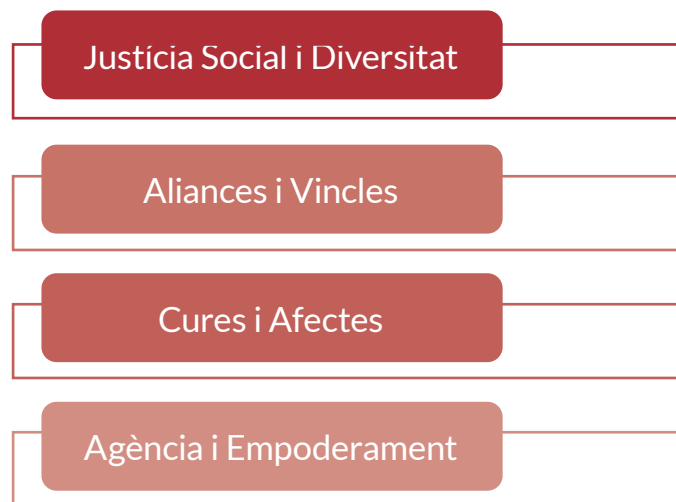 Justícia Social i Diversitat
Aliances i Vincles
Cures i Afectes
Agència i Empoderament